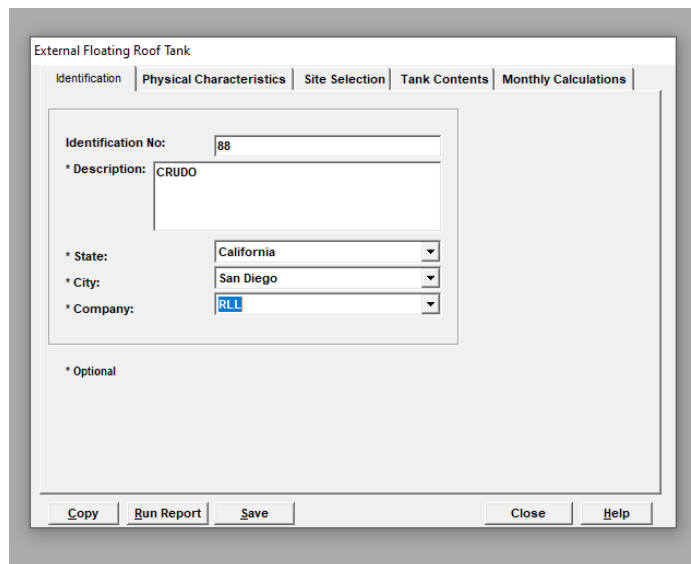 External Floating Roof Tank
Identification Physical Characteristics Site Selection Tank Contents Monthly Calculations
Identification No: 88
* Description: CRUDO
* State: California
* City: San Diego
* Company: RLL
* Optional
Copy Run Report Save Close Help